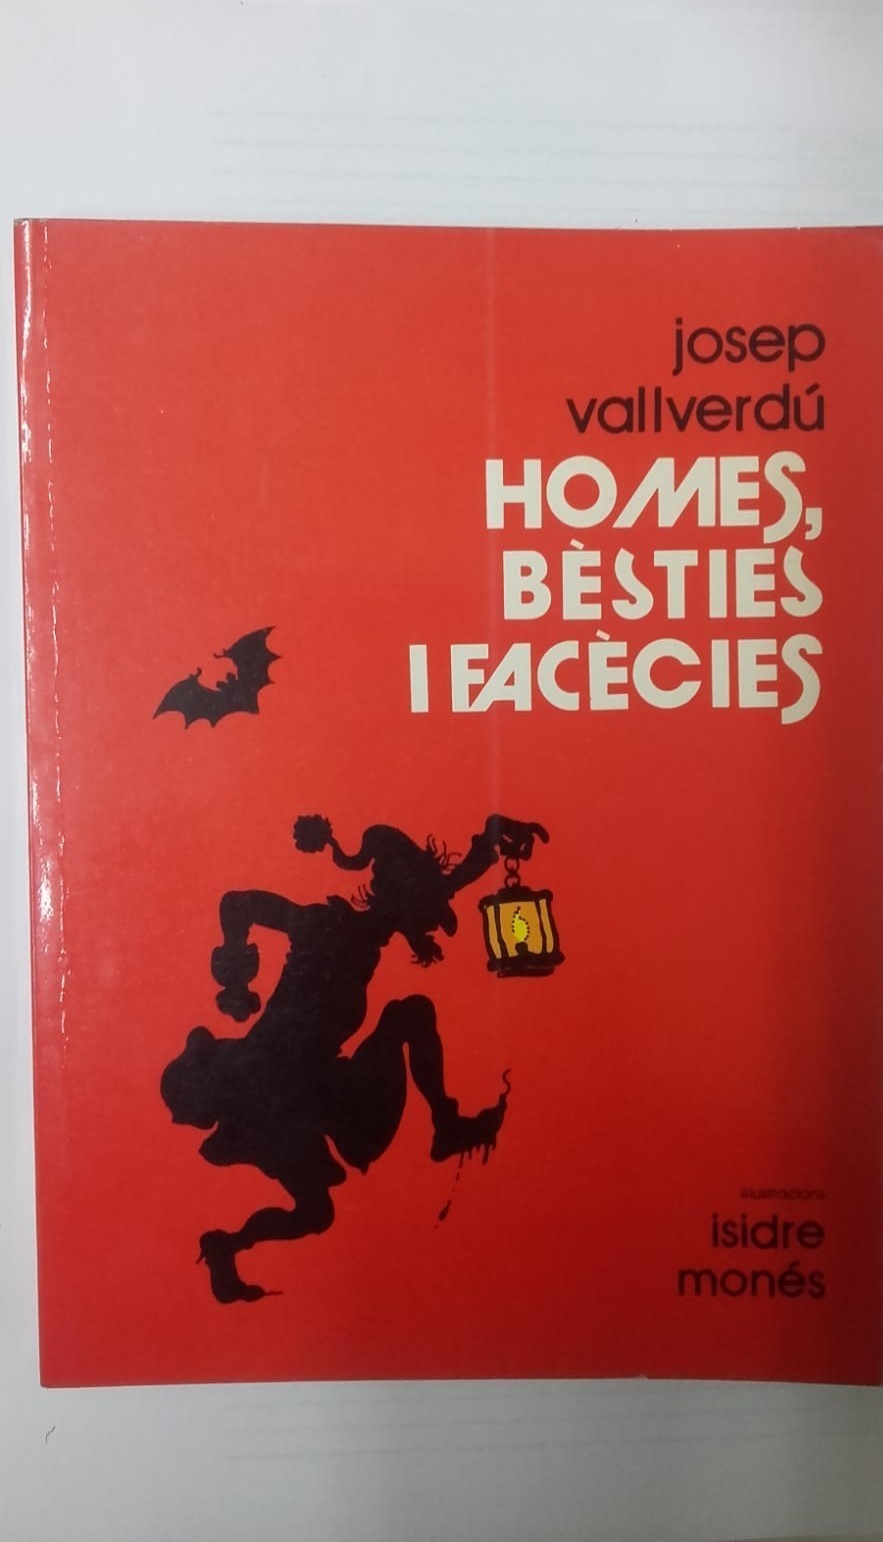 josep
vallverdú
HOMES,
BÈSTIES
I FACÈCIES
il·lustracions
isidre
monés